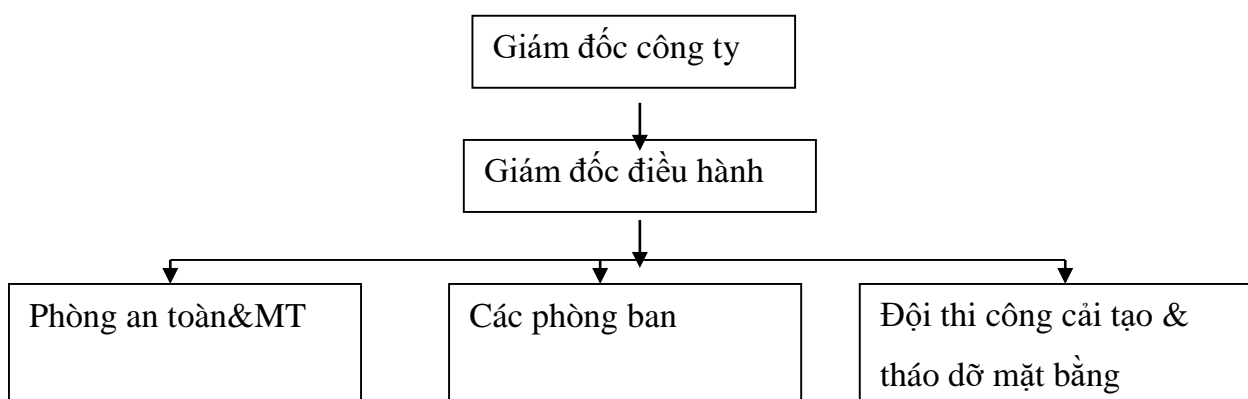 Giám đốc công ty
Giám đốc điều hành
Phòng an toàn&MT
Các phòng ban
Đội thi công cải tạo &
tháo dỡ mặt bằng